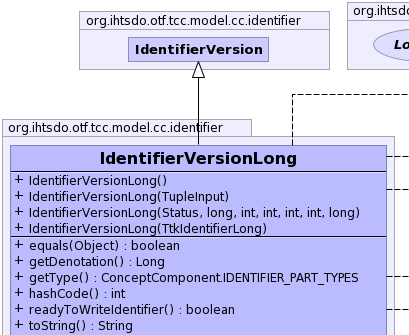 org.ihtsdo.otf.tcc.model.cc.identifier
org.ihtsdo
IdentifierVersion
Lo
org.ihtsdo.otf.tcc.model.cc.identifier
IdentifierVersionLong
+ IdentifierVersionLong()
+ IdentifierVersionLong(TupleInput)
+ IdentifierVersionLong(Status, long, int, int, int, int, long)
+ IdentifierVersionLong(TtkIdentifierLong)
+ equals(Object) : boolean
+ getDenotation() : Long
+ getType() : ConceptComponent.IDENTIFIER_PART_TYPES
+ hashCode() : int
+ readyToWriteIdentifier() : boolean
+ toString() : String